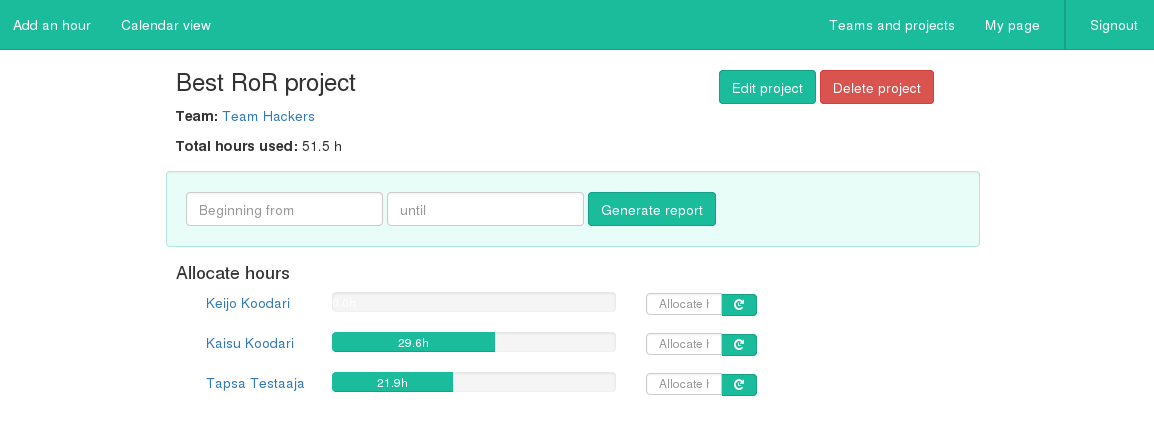 Add an hour Calendar view Teams and projects My page Signout
Best RoR project Edit project Delete project
Team: Team Hackers
Total hours used: 51.5 h
Beginning from until Generate report
Allocate hours
Keijo Koodari 0.0h Allocate h
Kaisu Koodari 29.6h Allocate h
Tapsa Testaaja 21.9h Allocate h